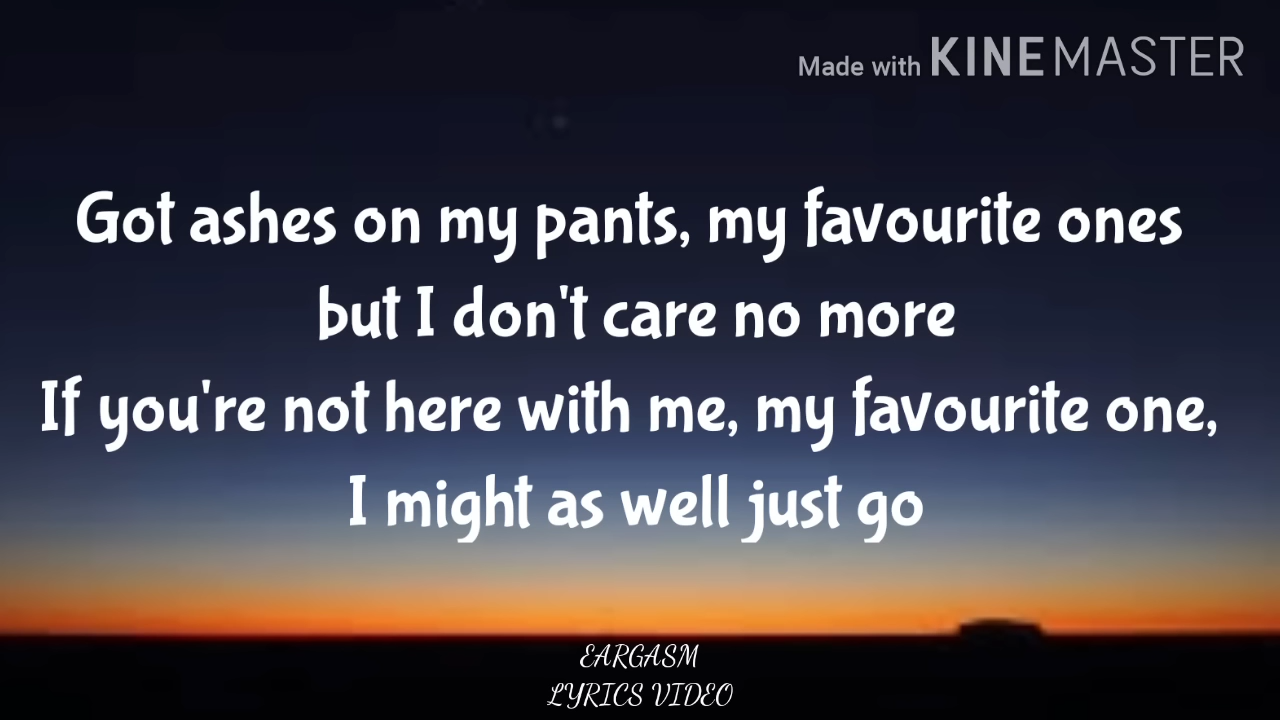 Made with KINEMASTER
Got ashes on my pants, my favourite ones
but I don't care no more
If you're not here with me, my favourite one,
I might as well just go
EARGASM
LYRICS VIDEO